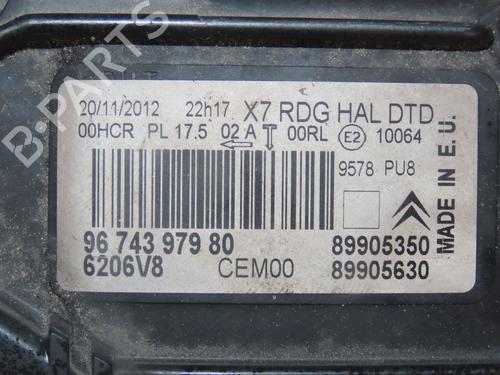 20/11/2012 22h17 X7 RDG HAL DTD
00HCR PL 17.5 02 A 00RL E2 10064
9578 PU8
MADE IN E.U.
96 743 979 80 89905350
6206V8 CEM00 89905630
B-PARTS